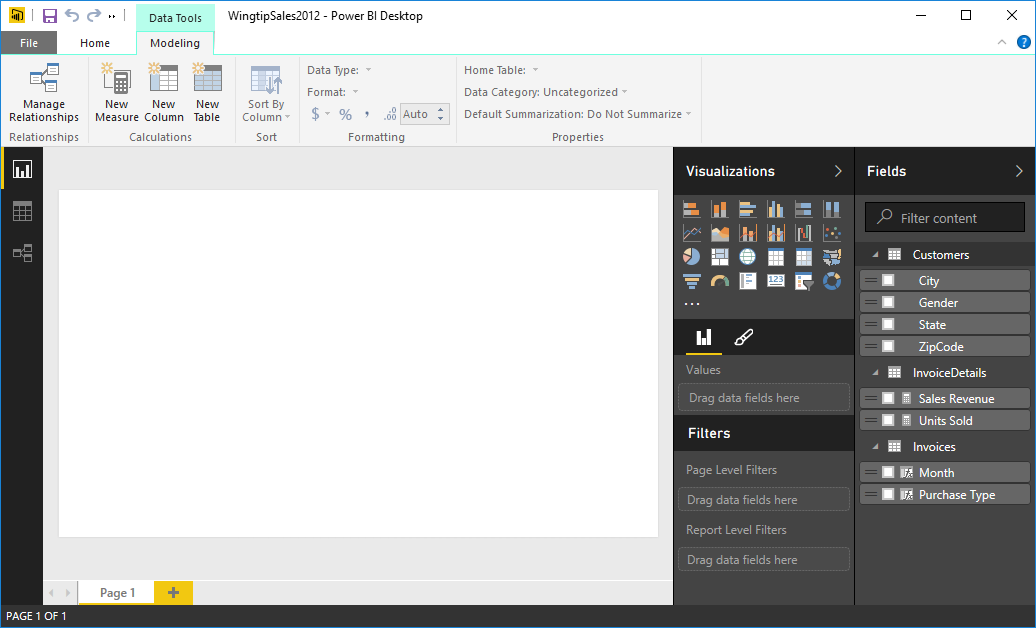 Data Tools
WingtipSales2012 - Power BI Desktop
File
Home
Modeling
?
Manage
Relationships
Relationships
New
Measure
New
Column
New
Table
Calculations
Sort By
Column
Sort
Data Type:
Format:
$ % , .00 Auto
Formatting
Home Table:
Data Category: Uncategorized
Default Summarization: Do Not Summarize
Properties
Visualizations
123
...
Values
Drag data fields here
Filters
Page Level Filters
Drag data fields here
Report Level Filters
Drag data fields here
Fields
Filter content
Customers
City
Gender
State
ZipCode
InvoiceDetails
Sales Revenue
Units Sold
Invoices
Month
Purchase Type
Page 1
+
PAGE 1 OF 1